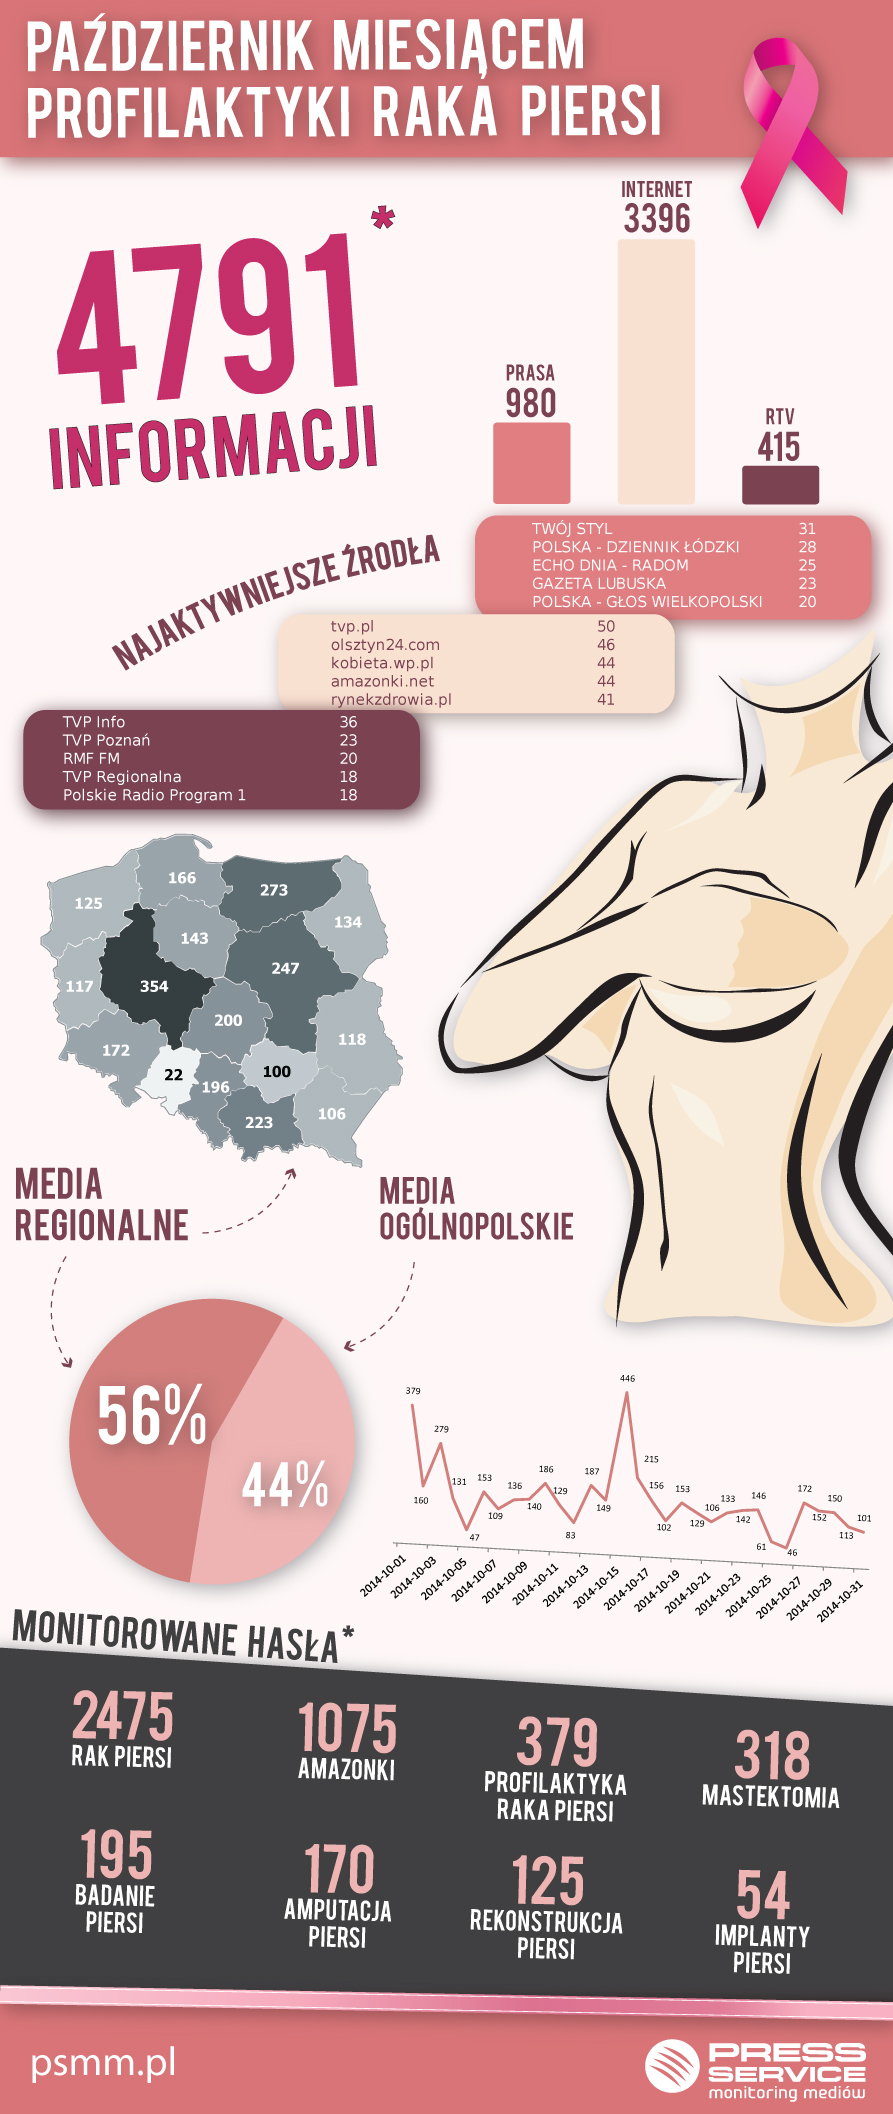 PAŹDZIERNIK MIESIĄCEM
PROFILAKTYKI RAKA PIERSI
4791*
INFORMACJI
INTERNET
3396
PRASA
980
RTV
415
NAJAKTYWNIEJSZE ŹRODŁA
TWÓJ STYL 31
POLSKA - DZIENNIK ŁÓDZKI 28
ECHO DNIA - RADOM 25
GAZETA LUBUSKA 23
POLSKA - GŁOS WIELKOPOLSKI 20
tvp.pl 50
olsztyn24.com 46
kobieta.wp.pl 44
amazonki.net 44
rynekzdrowia.pl 41
TVP Info 36
TVP Poznań 23
RMF FM 20
TVP Regionalna 18
Polskie Radio Program 1 18
166
125
273
134
143
247
117
354
200
118
172
22
196
100
223
106
MEDIA
REGIONALNE
MEDIA
OGÓLNOPOLSKIE
56%
44%
379
160
279
131
47
153
109
136
140
186
129
83
187
149
446
215
156
102
153
129
106
133
142
146
61
46
172
152
150
113
101
2014-10-01
2014-10-03
2014-10-05
2014-10-07
2014-10-09
2014-10-11
2014-10-13
2014-10-15
2014-10-17
2014-10-19
2014-10-21
2014-10-23
2014-10-25
2014-10-27
2014-10-29
2014-10-31
MONITOROWANE HASŁA*
2475
RAK PIERSI
1075
AMAZONKI
379
PROFILAKTYKA
RAKA PIERSI
318
MASTEKTOMIA
195
BADANIE
PIERSI
170
AMPUTACJA
PIERSI
125
REKONSTRUKCJA
PIERSI
54
IMPLANTY
PIERSI
psmm.pl
PRESS
SERVICE
monitoring mediów